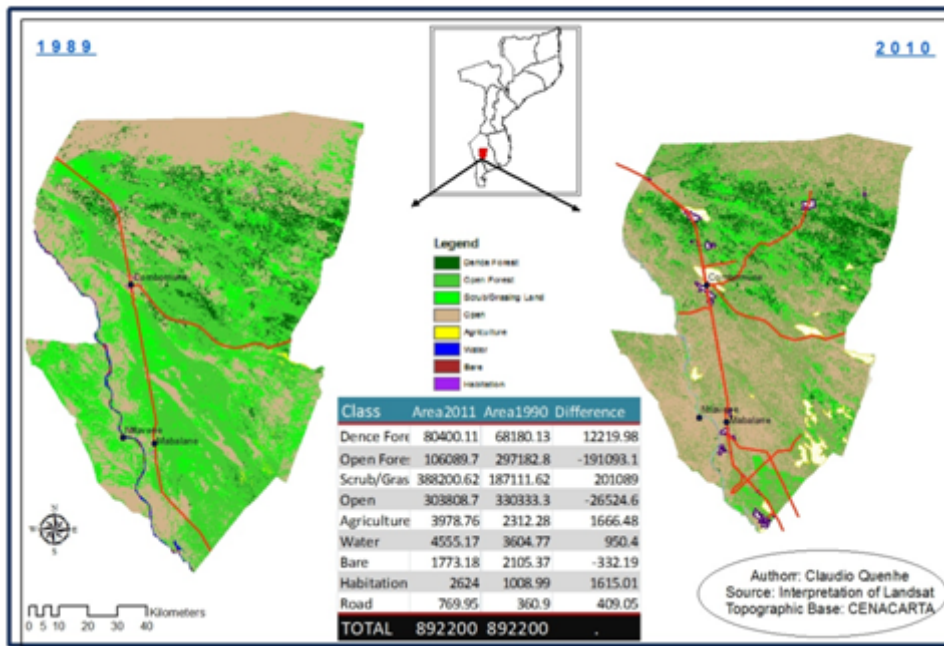 1989
2010
Combomune
Combomune
Legend
Dence Forest
Open Forest
Scrub/Grasing Land
Open
Agriculture
Water
Bare
Habitation
Class Area2011 Area1990 Difference
Dence Fore 80400.11 68180.13 12219.98
Open Fores 106089.7 297182.8 -191093.1
Scrub/Gras 388200.62 187111.62 201089
Open 303808.7 330333.3 -26524.6
Agriculture 3978.76 2312.28 1666.48
Water 4555.17 3604.77 950.4
Bare 1773.18 2105.37 -332.19
Habitation 2624 1008.99 1615.01
Road 769.95 360.9 409.05
TOTAL 892200 892200 .
Ntlavane
Mabalane
Ntlavane
Mabalane
N
W
E
S
Kilometers
0 5 10 20 30 40
Authorr: Claudio Quenhe
Source: Interpretation of Landsat
Topographic Base: CENACARTA